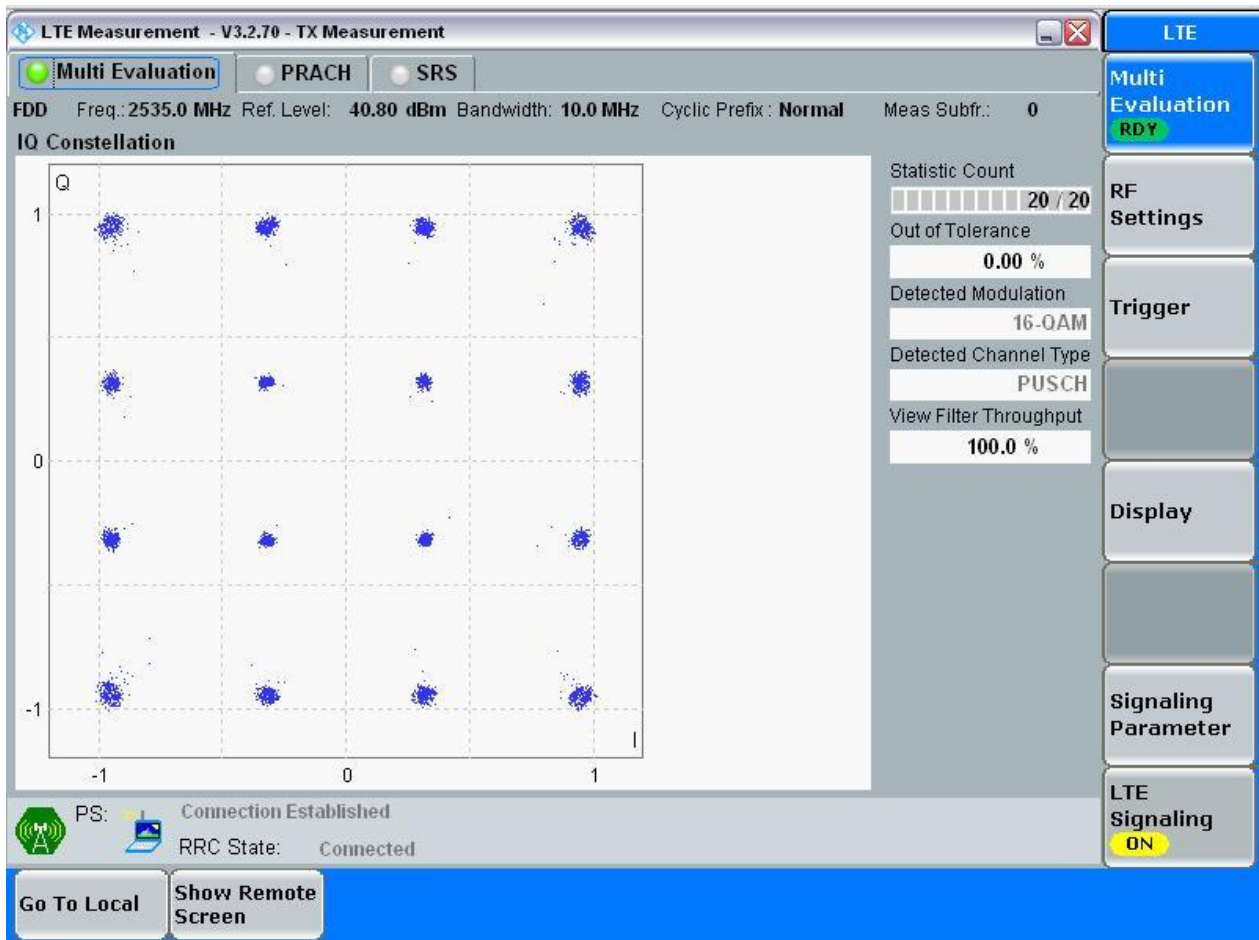 LTE Measurement - V3.2.70 - TX Measurement
LTE
Multi Evaluation PRACH SRS
FDD Freq.: 2535.0 MHz Ref. Level: 40.80 dBm Bandwidth: 10.0 MHz Cyclic Prefix : Normal Meas Subfr.: 0
IQ Constellation
Q
1
0
-1
I
-1 0 1
Statistic Count
20 / 20
Out of Tolerance
0.00 %
Detected Modulation
16-QAM
Detected Channel Type
PUSCH
View Filter Throughput
100.0 %
Multi
Evaluation
RDY
RF
Settings
Trigger
Display
Signaling
Parameter
LTE
Signaling
ON
PS: Connection Established
RRC State: Connected
Go To Local
Show Remote
Screen